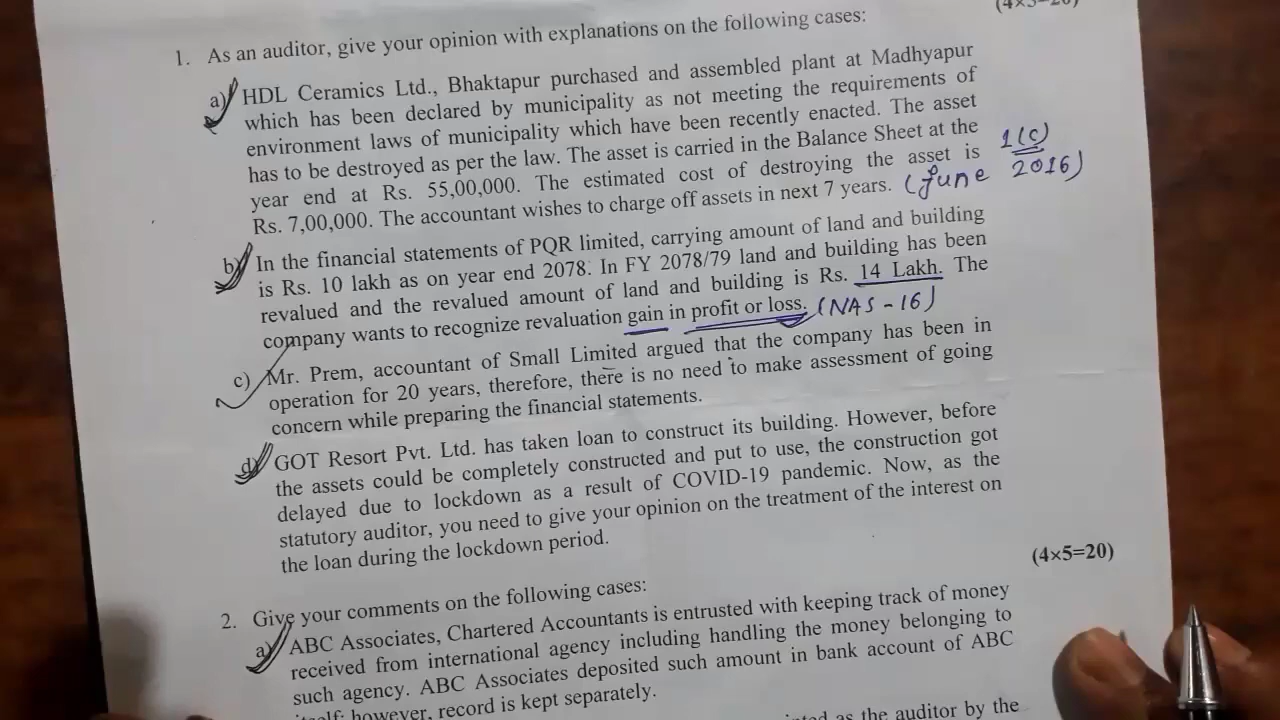 (4×5=20)
1. As an auditor, give your opinion with explanations on the following cases:
a) HDL Ceramics Ltd., Bhaktapur purchased and assembled plant at Madhyapur
which has been declared by municipality as not meeting the requirements of
environment laws of municipality which have been recently enacted. The asset
has to be destroyed as per the law. The asset is carried in the Balance Sheet at the
year end at Rs. 55,00,000. The estimated cost of destroying the asset is
Rs. 7,00,000. The accountant wishes to charge off assets in next 7 years. (June 2016)
1(c)
b) In the financial statements of PQR limited, carrying amount of land and building
is Rs. 10 lakh as on year end 2078. In FY 2078/79 land and building has been
revalued and the revalued amount of land and building is Rs. 14 Lakh. The
company wants to recognize revaluation gain in profit or loss. (NAS-16)
c) Mr. Prem, accountant of Small Limited argued that the company has been in
operation for 20 years, therefore, there is no need to make assessment of going
concern while preparing the financial statements.
d) GOT Resort Pvt. Ltd. has taken loan to construct its building. However, before
the assets could be completely constructed and put to use, the construction got
delayed due to lockdown as a result of COVID-19 pandemic. Now, as the
statutory auditor, you need to give your opinion on the treatment of the interest on
the loan during the lockdown period.
(4×5=20)
2. Give your comments on the following cases:
a) ABC Associates, Chartered Accountants is entrusted with keeping track of money
received from international agency including handling the money belonging to
such agency. ABC Associates deposited such amount in bank account of ABC
itself; however, record is kept separately.
as the auditor by the